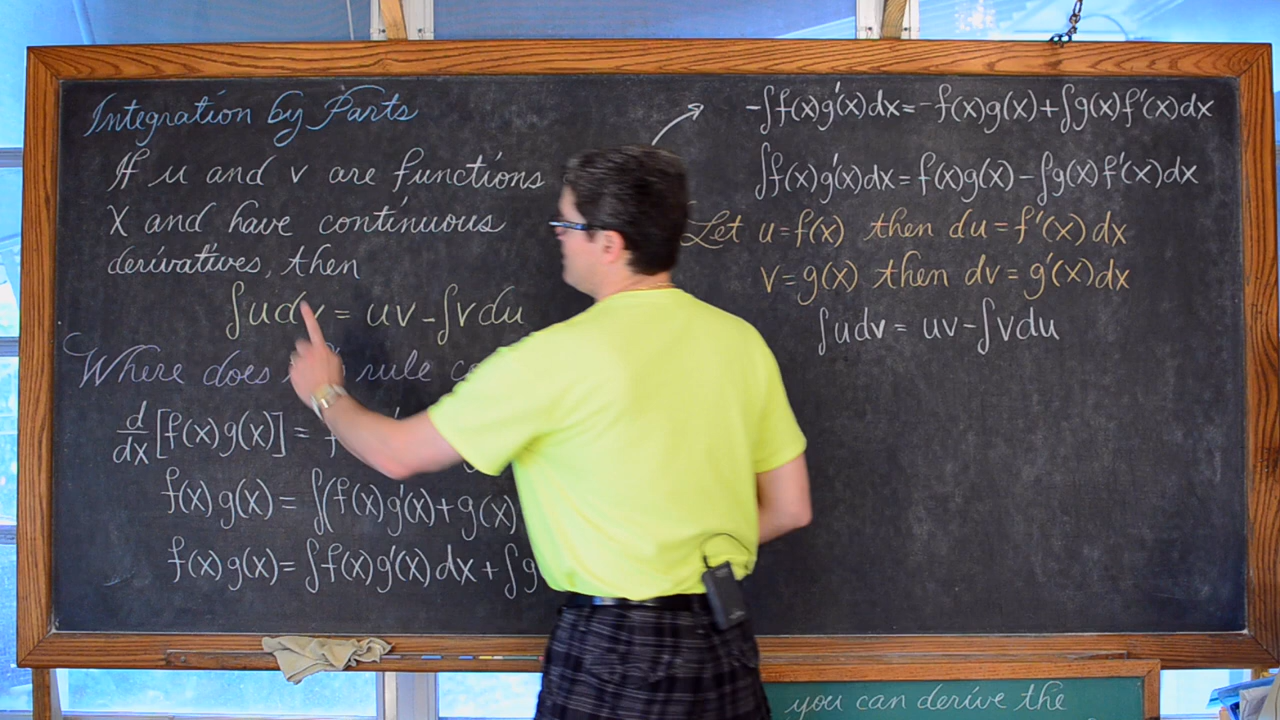 Integration by Parts
If u and v are functions
x and have continuous
derivatives, then
∫udv = uv - ∫vdu
Where does rule
d/dx [f(x)g(x)] =
f(x)g(x) = ∫(f(x)g'(x)+g(x)
f(x)g(x) = ∫f(x)g'(x)dx + ∫g
-∫f(x)g'(x)dx = -f(x)g(x)+∫g(x)f'(x)dx
∫f(x)g'(x)dx = f(x)g(x) - ∫g(x)f'(x)dx
Let u=f(x) then du=f'(x)dx
v=g(x) then dv=g'(x)dx
∫udv = uv-∫vdu
you can derive the